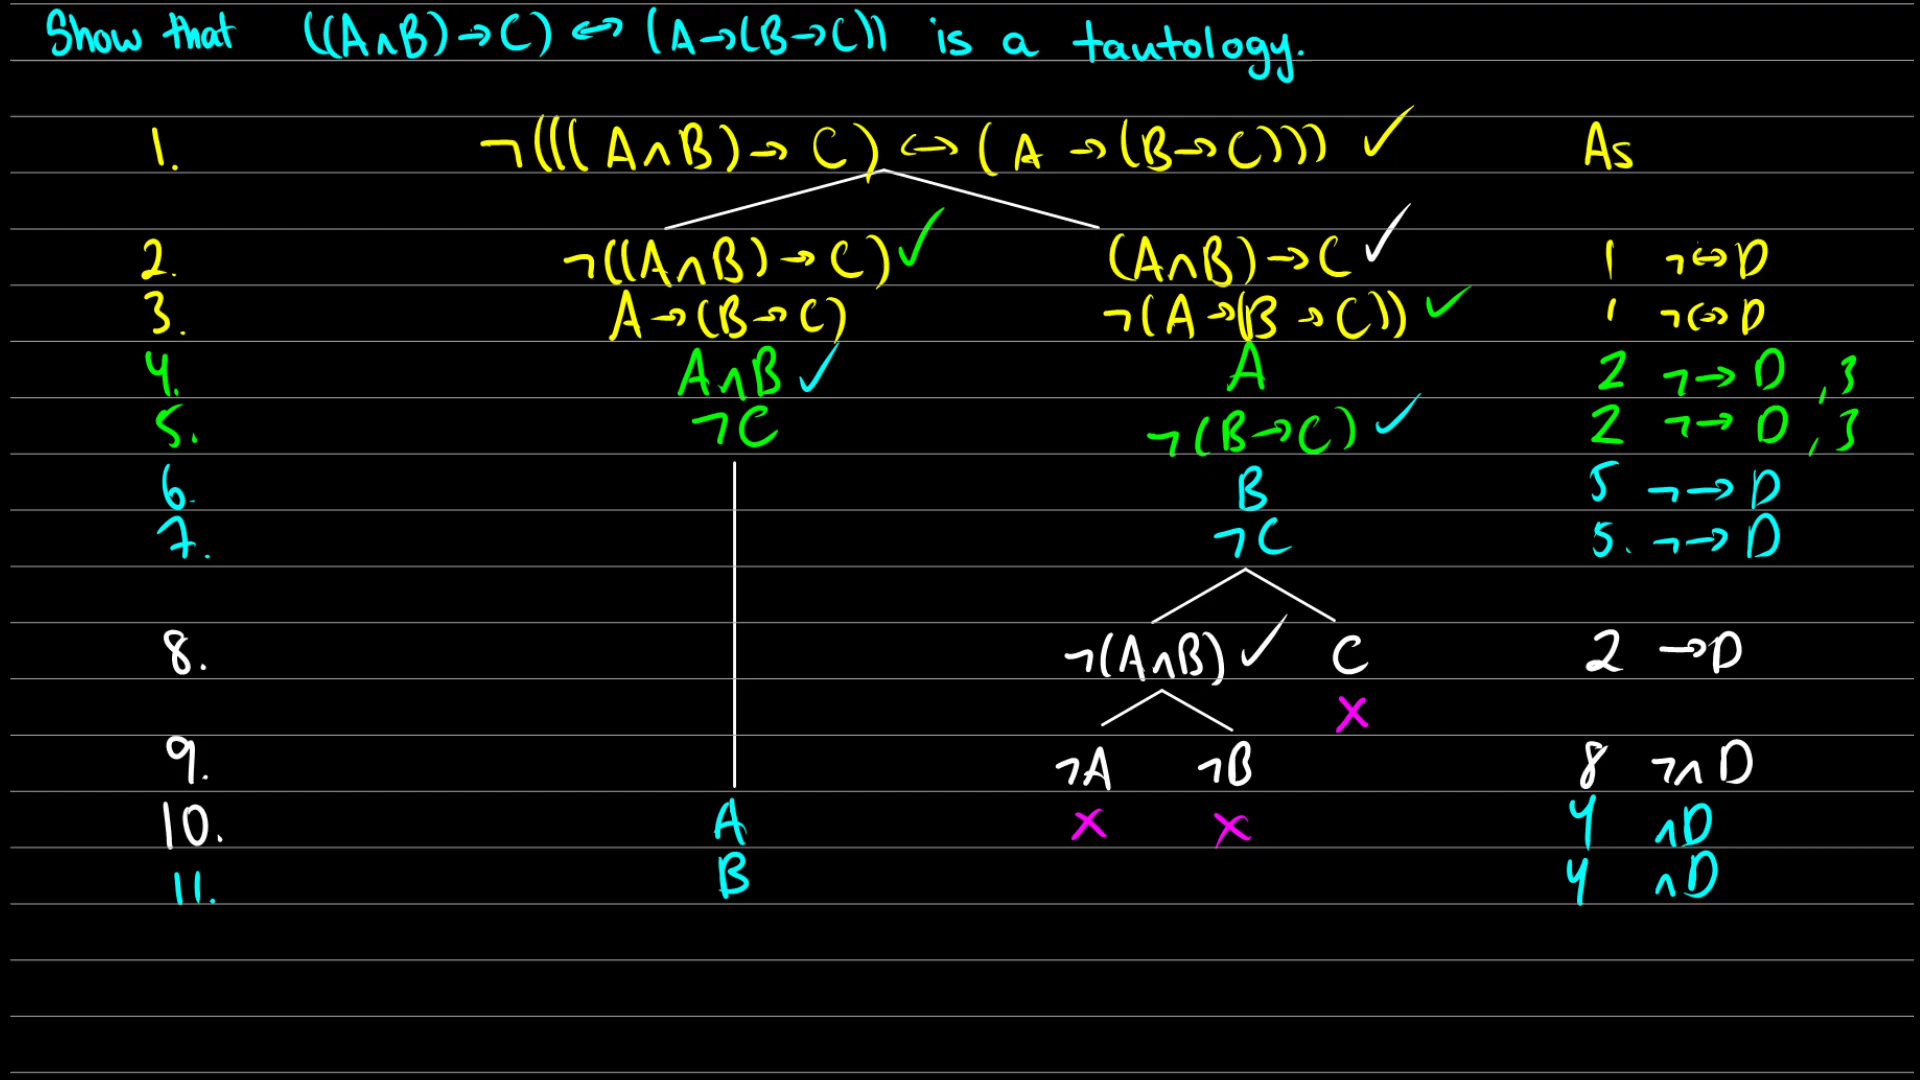 Show that ((A∧B)→C) ↔ (A→(B→C)) is a tautology.
1. ¬(((A∧B)→C)↔(A→(B→C))) ✓ As
2. ¬((A∧B)→C) ✓ (A∧B)→C ✓ 1 ¬↔D
3. A→(B→C) ¬(A→(B→C)) ✓ 1 ¬↔D
4. A∧B ✓ A 2 ¬→D,3
5. ¬C ¬(B→C) ✓ 2 ¬→D,3
6. B 5 ¬→D
7. ¬C 5. ¬→D
8. ¬(A∧B) ✓ C 2 →D
x
9. ¬A ¬B 8 ¬∧D
10. A x x 4 ∧D
11. B 4 ∧D